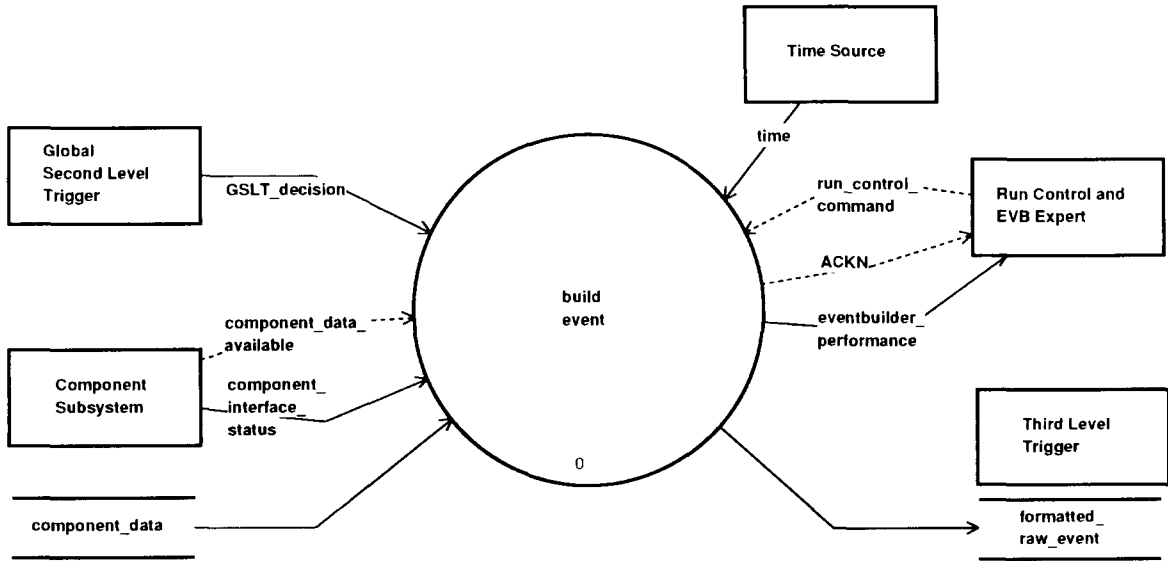 Time Source
time
Global
Second Level
Trigger
GSLT_decision
run_control_
command
Run Control and
EVB Expert
ACKN
build
event
eventbuilder_
performance
component_data_
available
Component
Subsystem
component_
interface_
status
Third Level
Trigger
0
component_data
formatted_
raw_event